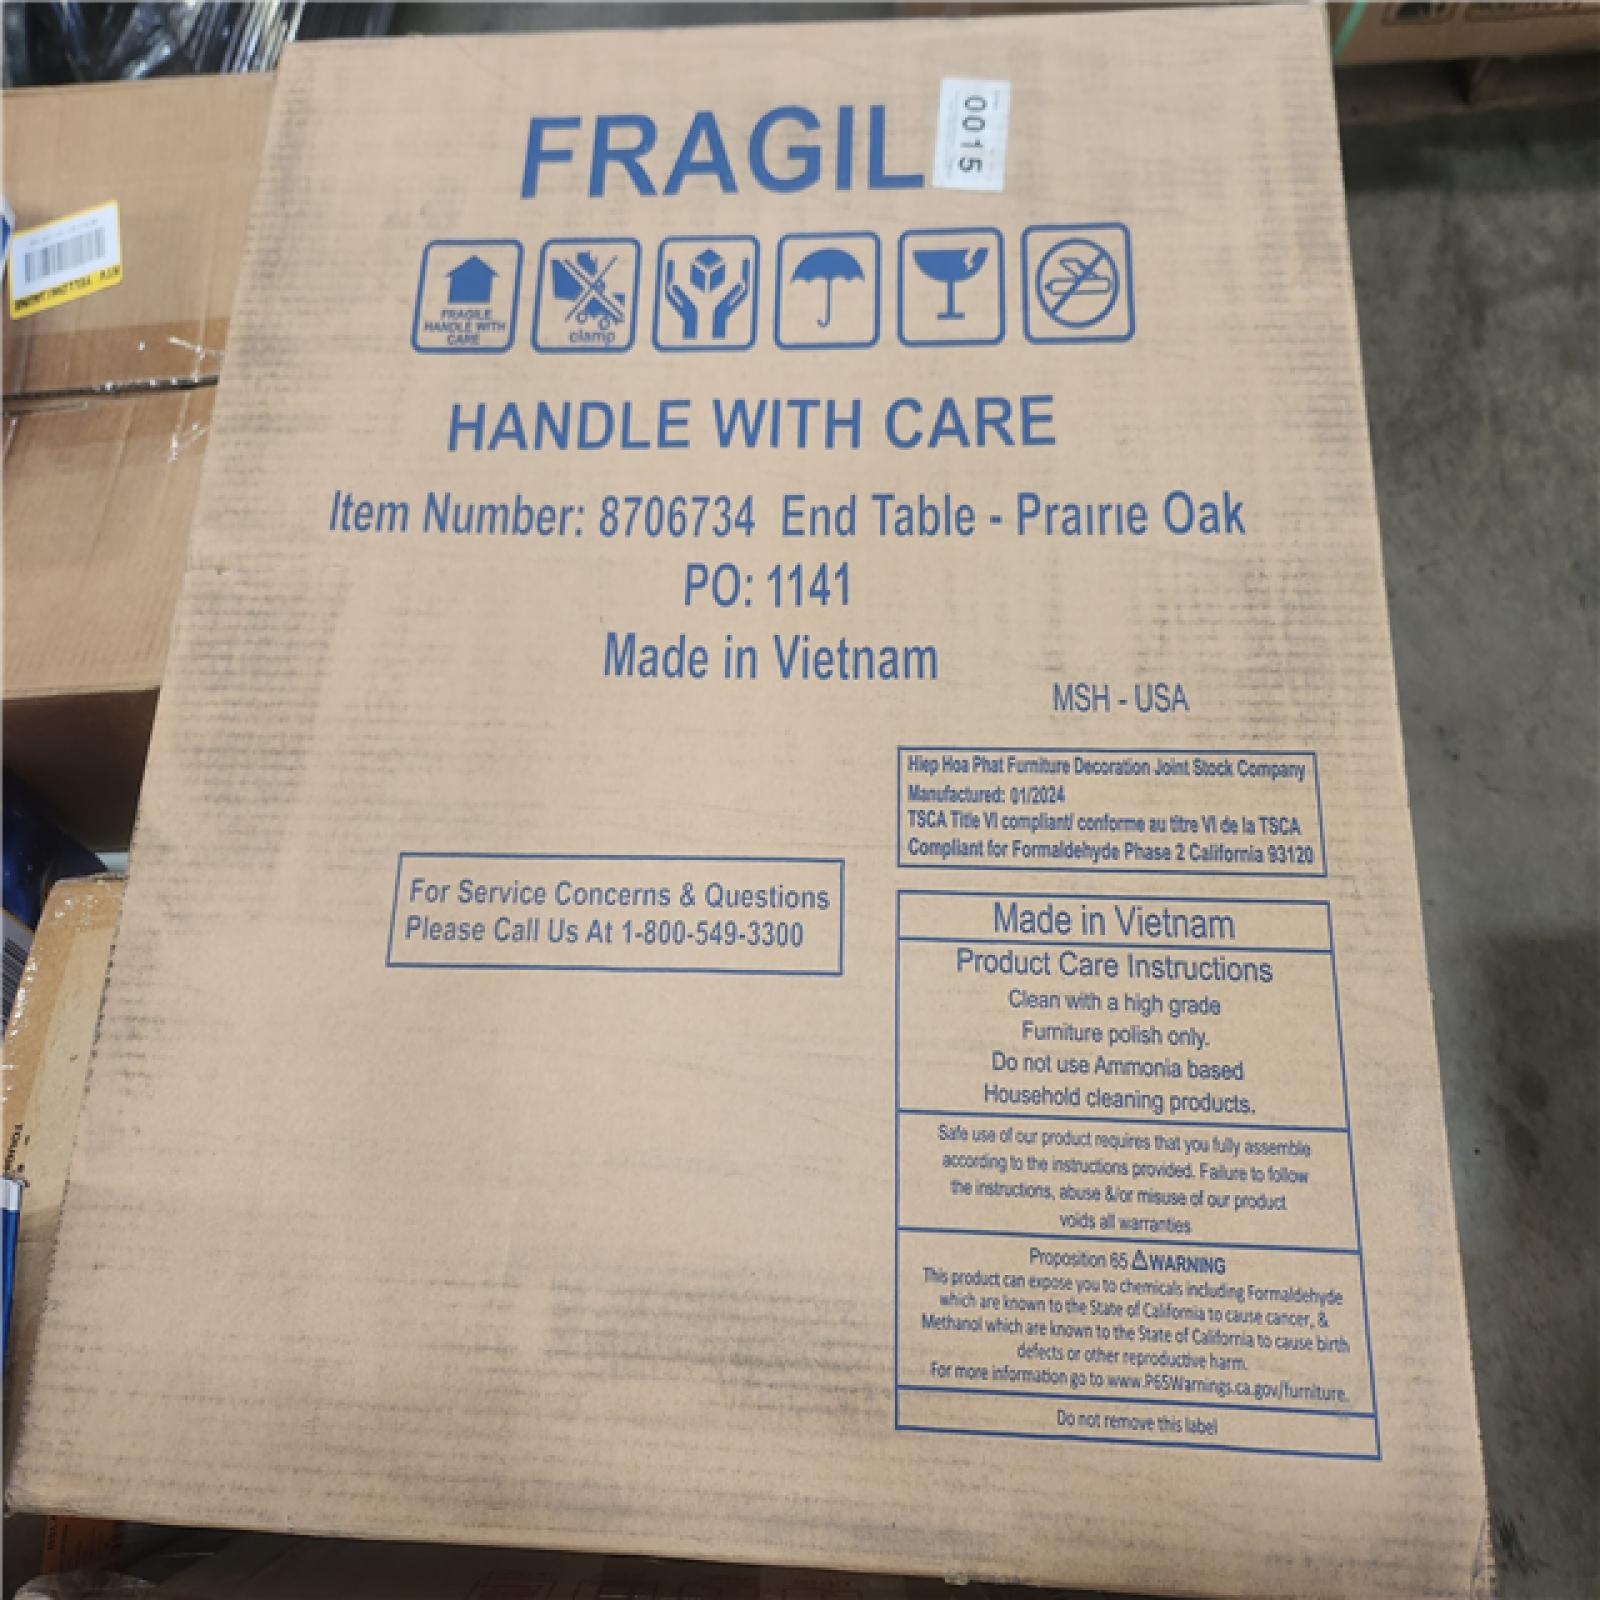 FRAGIL
0015
FRAGILE
HANDLE WITH
CARE
clamp
HANDLE WITH CARE
Item Number: 8706734 End Table - Prairie Oak
PO: 1141
Made in Vietnam
MSH - USA
Hiep Hoa Phat Furniture Decoration Joint Stock Company
Manufactured: 01/2024
TSCA Title VI compliant/ conforme au titre VI de la TSCA
Compliant for Formaldehyde Phase 2 California 93120
For Service Concerns & Questions
Please Call Us At 1-800-549-3300
Made in Vietnam
Product Care Instructions
Clean with a high grade
Furniture polish only.
Do not use Ammonia based
Household cleaning products.
Safe use of our product requires that you fully assemble
according to the instructions provided. Failure to follow
the instructions, abuse &/or misuse of our product
voids all warranties
Proposition 65 ⚠WARNING
This product can expose you to chemicals including Formaldehyde
which are known to the State of California to cause cancer, &
Methanol which are known to the State of California to cause birth
defects or other reproductive harm.
For more information go to www.P65Warnings.ca.gov/furniture.
Do not remove this label